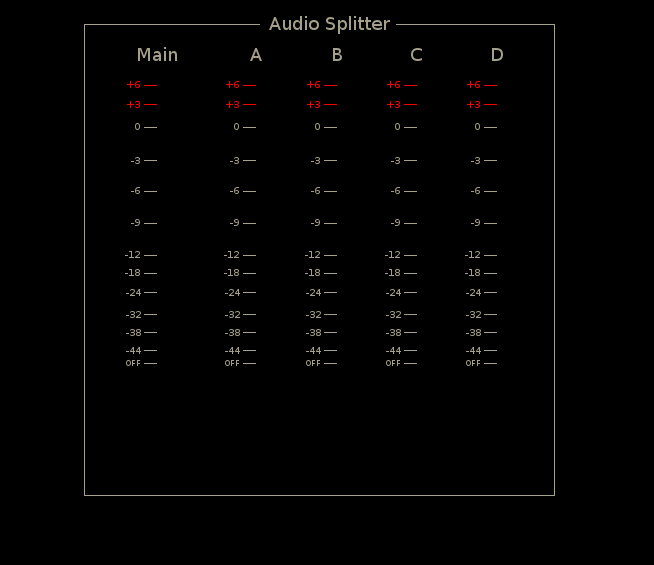 Audio Splitter
Main A B C D
+6 +6 +6 +6 +6
+3 +3 +3 +3 +3
0 0 0 0 0
-3 -3 -3 -3 -3
-6 -6 -6 -6 -6
-9 -9 -9 -9 -9
-12 -12 -12 -12 -12
-18 -18 -18 -18 -18
-24 -24 -24 -24 -24
-32 -32 -32 -32 -32
-38 -38 -38 -38 -38
-44 -44 -44 -44 -44
OFF OFF OFF OFF OFF